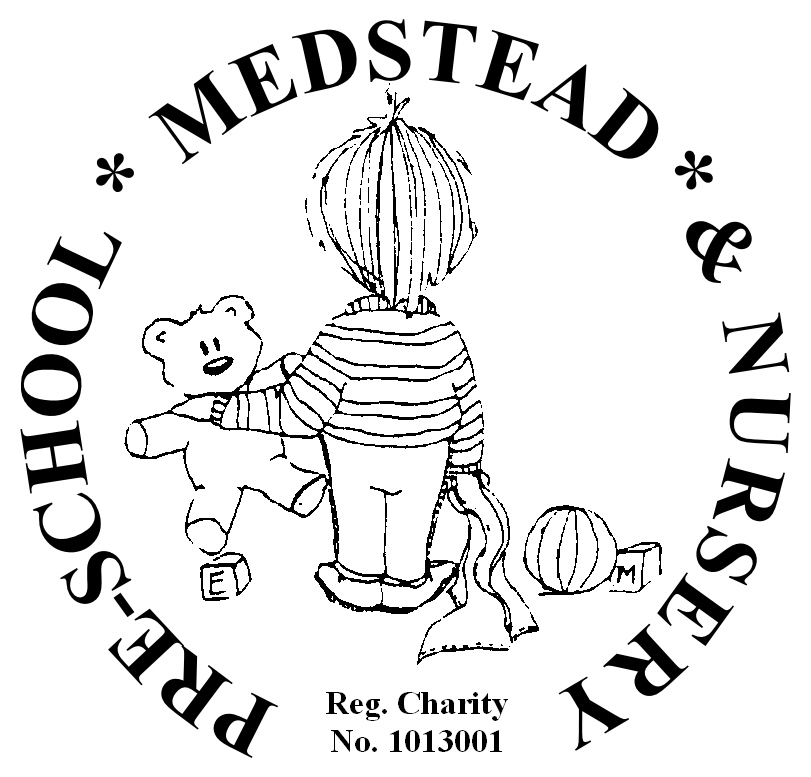 PRE-SCHOOL * MEDSTEAD * & NURSERY
E
M
Reg. Charity
No. 1013001